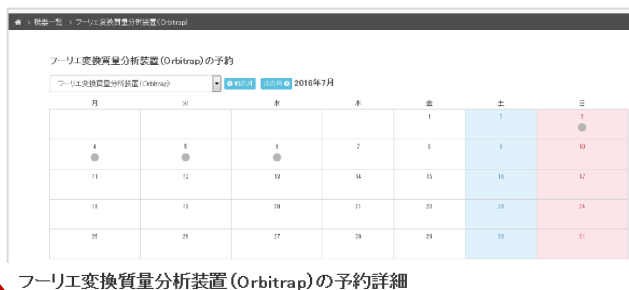 > 機器一覧 > フーリエ変換質量分析装置(Orbitrap)
フーリエ変換質量分析装置(Orbitrap)の予約
フーリエ変換質量分析装置(Orbitrap) 前の月 次の月 2016年7月
月 火 水 木 金 土 日
1 2 3
4 5 6 7 8 9 10
11 12 13 14 15 16 17
18 19 20 21 22 23 24
25 26 27 28 29 30 31
フーリエ変換質量分析装置(Orbitrap)の予約詳細